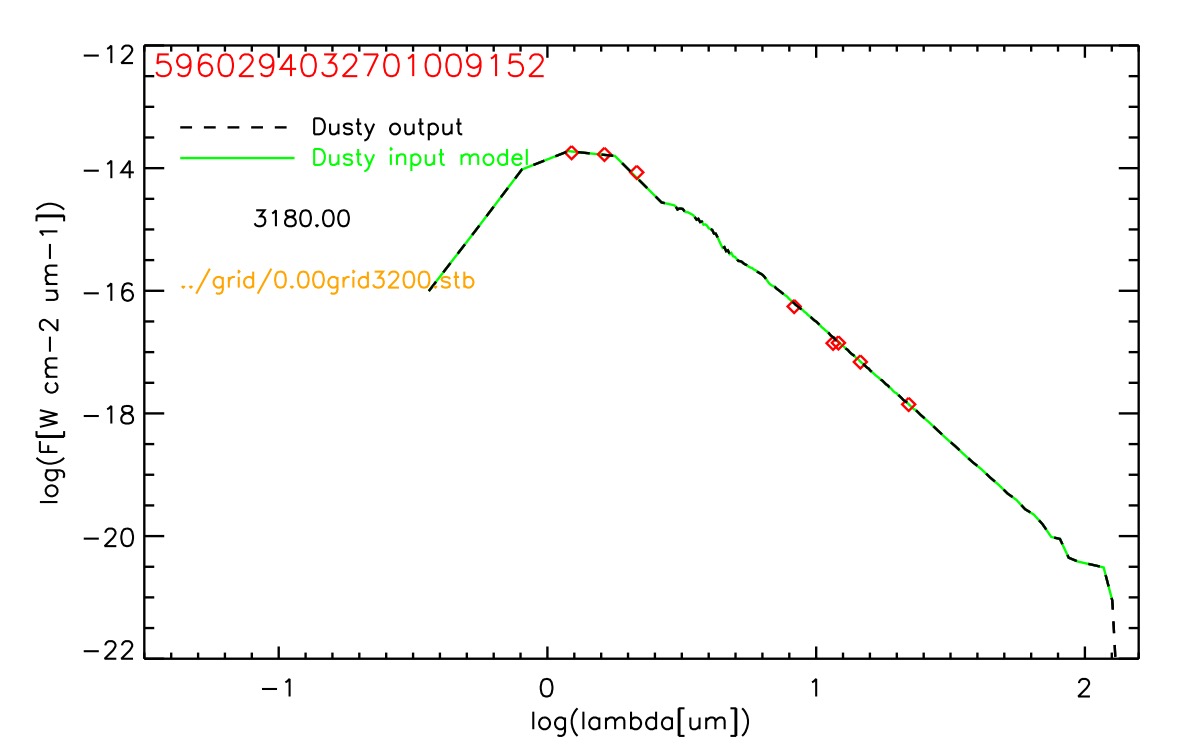 5960294032701009152
Dusty output
Dusty input model
3180.00
../grid/0.00grid3200.stb
−12
−14
−16
−18
−20
−22
log(F[W cm−2 um−1])
−1
0
1
2
log(lambda[um])